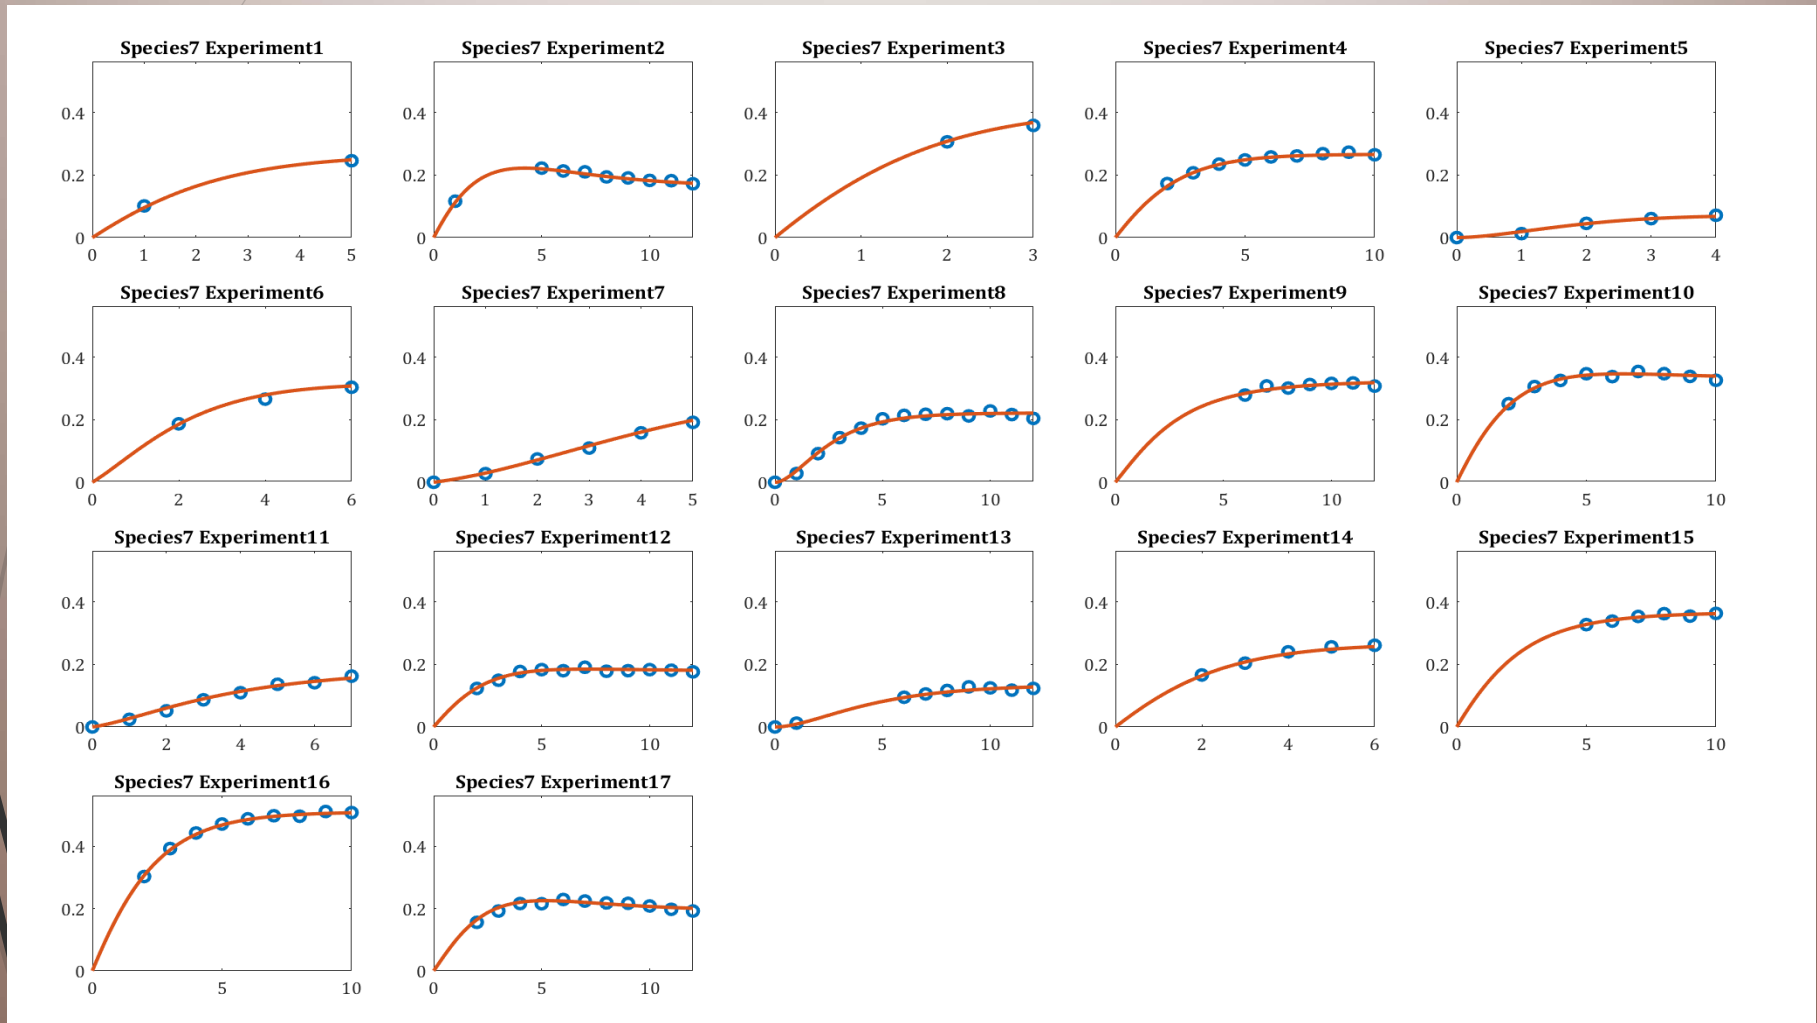 Species7 Experiment1
Species7 Experiment2
Species7 Experiment3
Species7 Experiment4
Species7 Experiment5
0.4 0.4 0.4 0.4 0.4
0.2 0.2 0.2 0.2 0.2
0 0 0 0 0
0 1 2 3 4 5
0 5 10
0 1 2 3
0 5 10
0 1 2 3 4
Species7 Experiment6
Species7 Experiment7
Species7 Experiment8
Species7 Experiment9
Species7 Experiment10
0.4 0.4 0.4 0.4 0.4
0.2 0.2 0.2 0.2 0.2
0 0 0 0 0
0 2 4 6
0 1 2 3 4 5
0 5 10
0 5 10
0 5 10
Species7 Experiment11
Species7 Experiment12
Species7 Experiment13
Species7 Experiment14
Species7 Experiment15
0.4 0.4 0.4 0.4 0.4
0.2 0.2 0.2 0.2 0.2
0 0 0 0 0
0 2 4 6
0 5 10
0 5 10
0 2 4 6
0 5 10
Species7 Experiment16
Species7 Experiment17
0.4 0.4
0.2 0.2
0 0
0 5 10
0 5 10